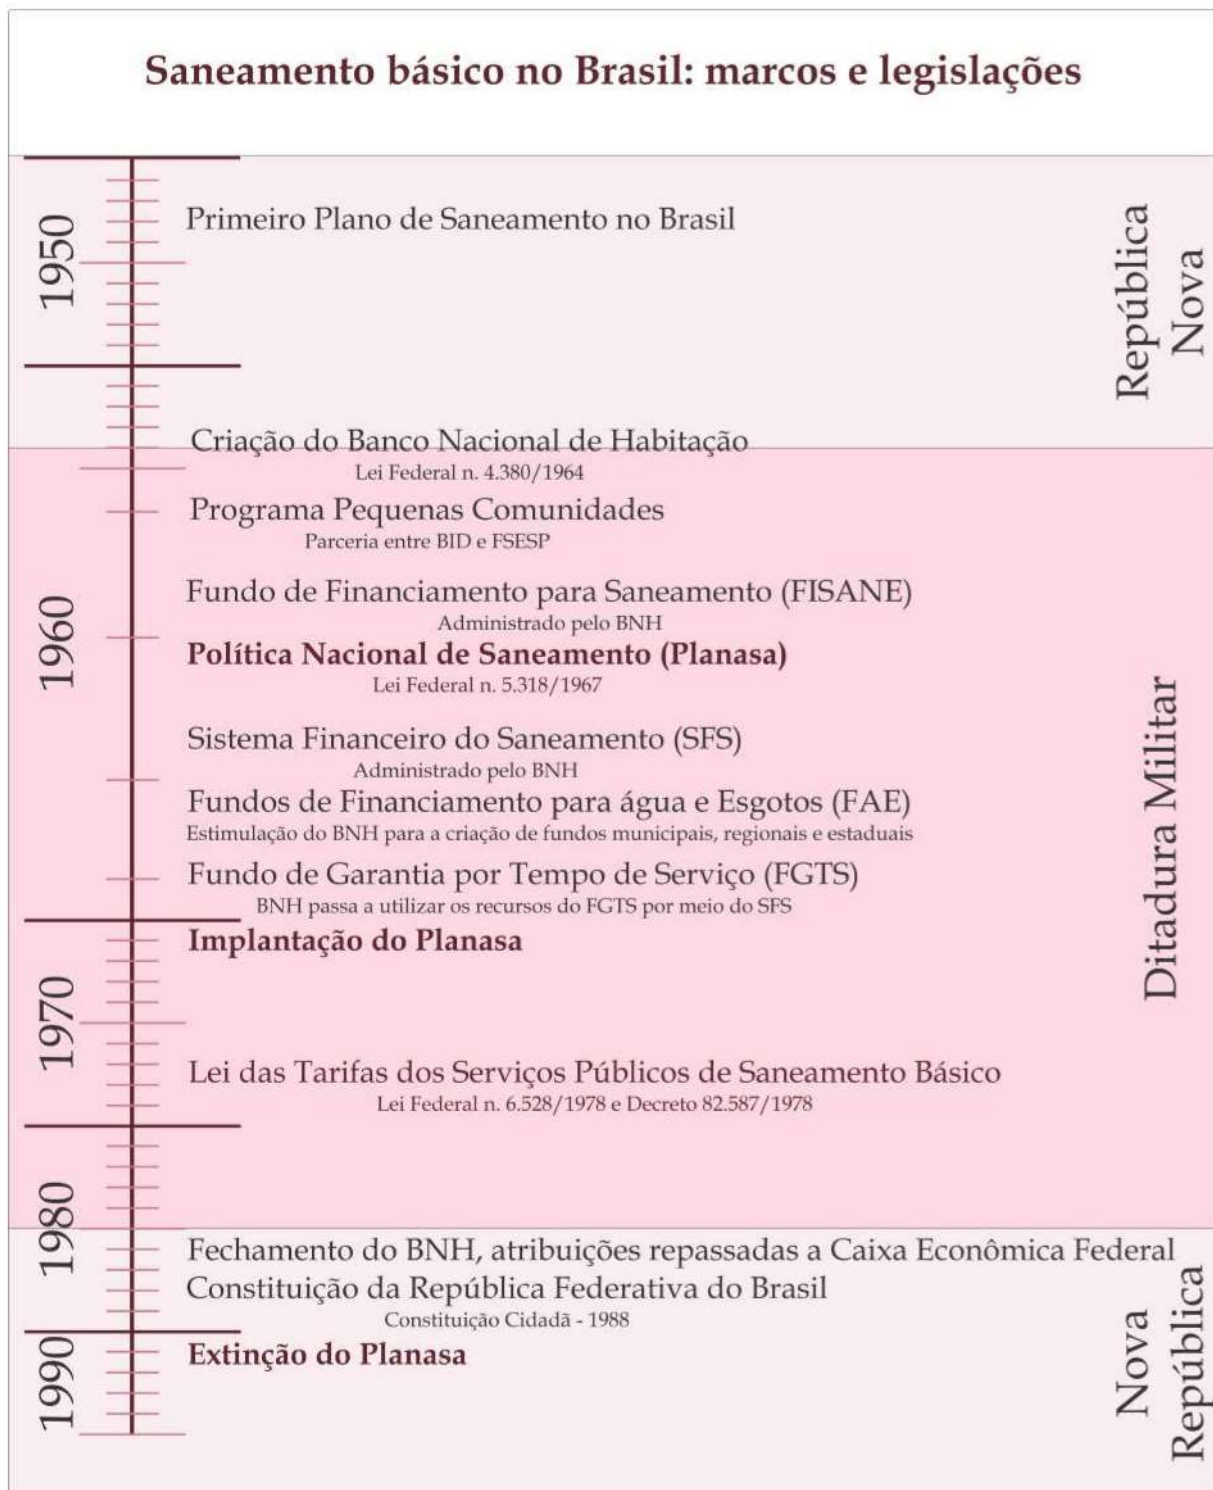 Saneamento básico no Brasil: marcos e legislações
1950
República
Nova
Primeiro Plano de Saneamento no Brasil
Criação do Banco Nacional de Habitação
Lei Federal n. 4.380/1964
1960
Ditadura Militar
Programa Pequenas Comunidades
Parceria entre BID e FSESP
Fundo de Financiamento para Saneamento (FISANE)
Administrado pelo BNH
Política Nacional de Saneamento (Planasa)
Lei Federal n. 5.318/1967
Sistema Financeiro do Saneamento (SFS)
Administrado pelo BNH
Fundos de Financiamento para água e Esgotos (FAE)
Estimulação do BNH para a criação de fundos municipais, regionais e estaduais
Fundo de Garantia por Tempo de Serviço (FGTS)
BNH passa a utilizar os recursos do FGTS por meio do SFS
1970
Implantação do Planasa
Lei das Tarifas dos Serviços Públicos de Saneamento Básico
Lei Federal n. 6.528/1978 e Decreto 82.587/1978
1980
Fechamento do BNH, atribuições repassadas a Caixa Econômica Federal
Constituição da República Federativa do Brasil
Constituição Cidadã - 1988
1990
Extinção do Planasa
Nova
República